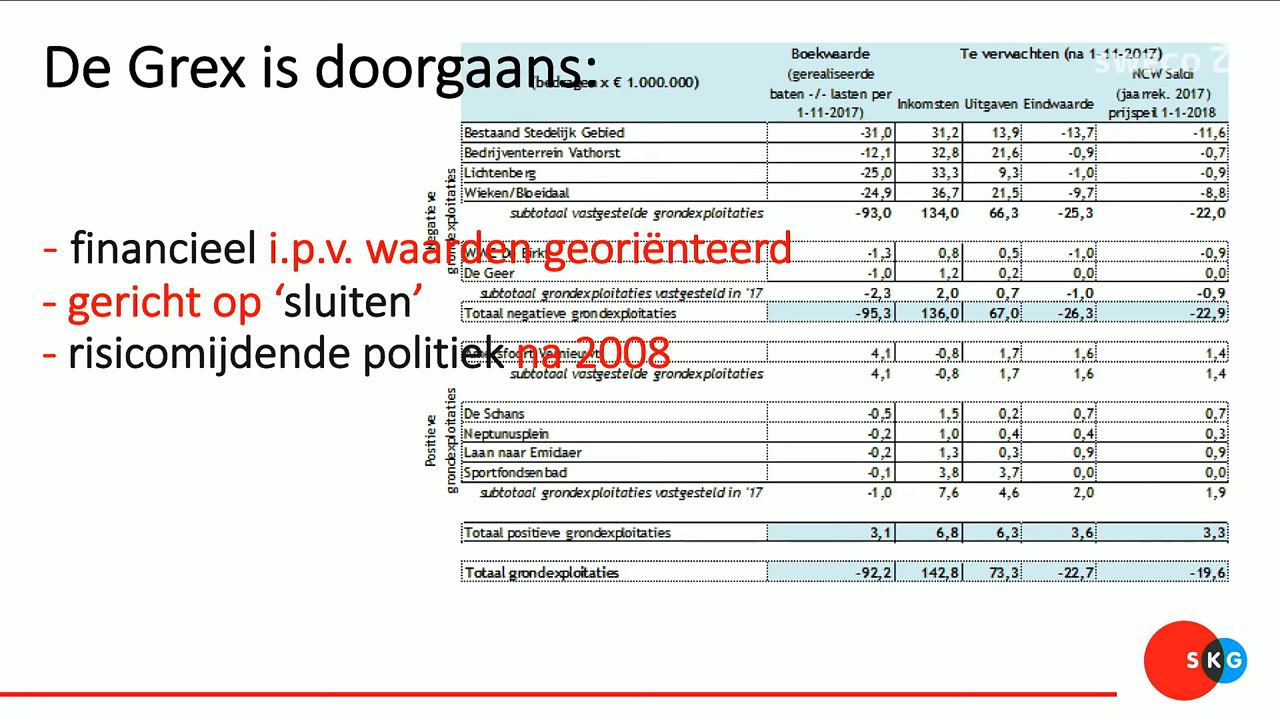 De Grex is doorgaans:
- financieel i.p.v. waarden georiënteerd
- gericht op ‘sluiten’
- risicomijdende politiek na 2008
(bedragen x € 1.000.000) Boekwaarde (gerealiseerde baten -/- lasten per 1-11-2017) Te verwachten (na 1-11-2017)
Inkomsten Uitgaven Eindwaarde NCW Saldi (jaarrek. 2017) prijspeil 1-1-2018
sweco
Negatieve grondexploitaties
Bestaand Stedelijk Gebied -31,0 31,2 13,9 -13,7 -11,6
Bedrijventerrein Vathorst -12,1 32,8 21,6 -0,9 -0,7
Lichtenberg -25,0 33,3 9,3 -1,0 -0,9
Wieken/Bloeidaal -24,9 36,7 21,5 -9,7 -8,8
subtotaal vastgestelde grondexploitaties -93,0 134,0 66,3 -25,3 -22,0
De Birk -1,3 0,8 0,5 -1,0 -0,9
De Geer -1,0 1,2 0,2 0,0 0,0
subtotaal grondexploitaties vastgesteld in '17 -2,3 2,0 0,7 -1,0 -0,9
Totaal negatieve grondexploitaties -95,3 136,0 67,0 -26,3 -22,9
Positieve grondexploitaties
Amersfoort Vernieuwt 4,1 -0,8 1,7 1,6 1,4
subtotaal vastgestelde grondexploitaties 4,1 -0,8 1,7 1,6 1,4
De Schans -0,5 1,5 0,2 0,7 0,7
Neptunusplein -0,2 1,0 0,4 0,4 0,3
Laan naar Emiclaer -0,2 1,3 0,3 0,9 0,9
Sportfondsenbad -0,1 3,8 3,7 0,0 0,0
subtotaal grondexploitaties vastgesteld in '17 -1,0 7,6 4,6 2,0 1,9
Totaal positieve grondexploitaties 3,1 6,8 6,3 3,6 3,3
Totaal grondexploitaties -92,2 142,8 73,3 -22,7 -19,6
SKG